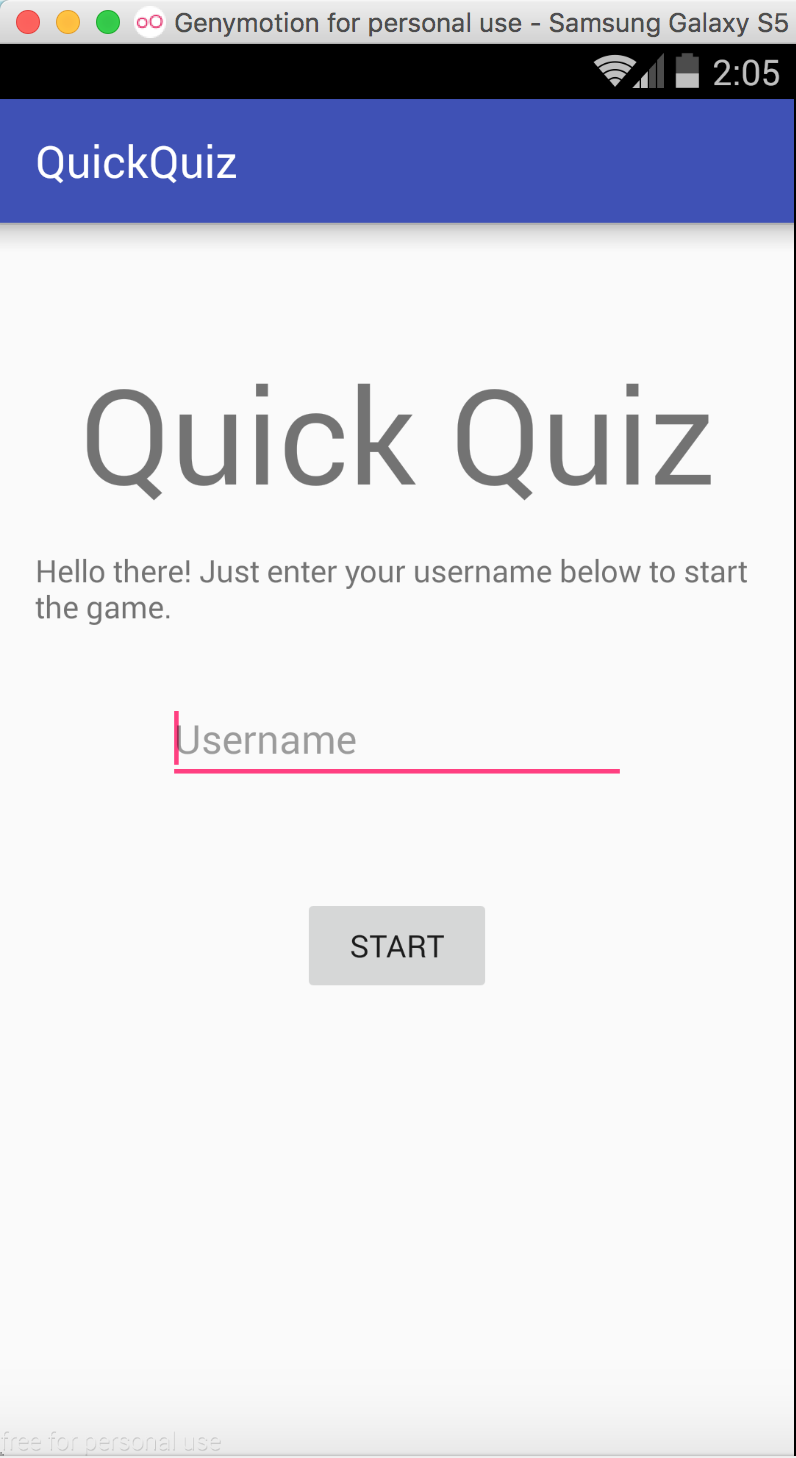 Genymotion for personal use - Samsung Galaxy S5
2:05
QuickQuiz
Quick Quiz
Hello there! Just enter your username below to start
the game.
Username
START
free for personal use